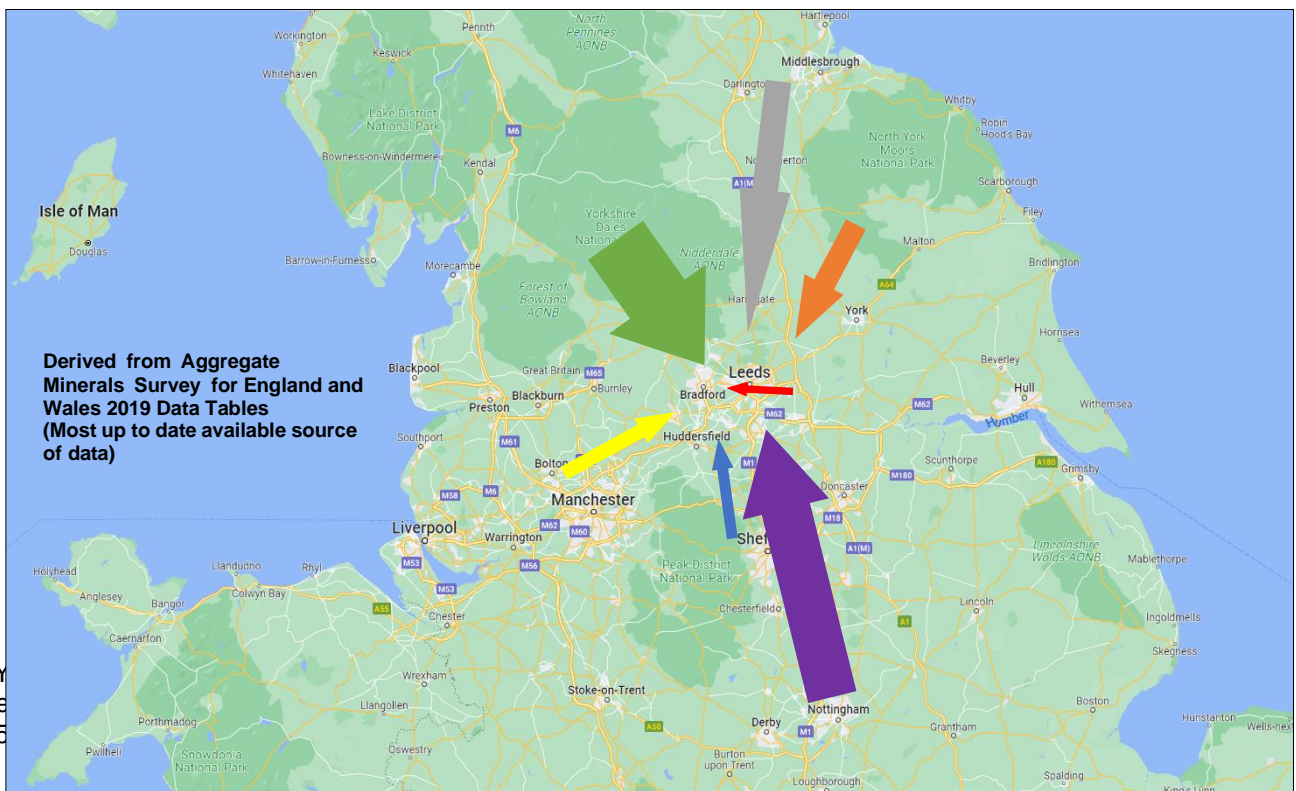 Hartlepool
North
Pennines
AONB
Penrith
Workington
Keswick
Middlesbrough
Whitehaven
Darlington
Whitby
Lake District
National Park
M6
Robin
Hood's Bay
North York
Moors
National Park
Bowness-on-Windermere
Kendal
A1(M
Scarborough
Isle of Man
Yorkshire
Dales
Filey
Douglas
Nidderdale
AONB
Malton
Barrow-in-Furness
Morecambe
Bridlington
Forest of
Bowland
AONB
A64
York
Hornsea
Derived from Aggregate
Minerals Survey for England and
Wales 2019 Data Tables
(Most up to date available source
of data)
Blackpool
Great Britain
M65
Burnley
Leeds
Beverley
Preston
Blackburn
Bradford
Hull
Withernsea
M62
M62
Humber
Southport
M61
Huddersfield
Bolton
M1
Scunthorpe
A180
Grimsby
M58
M6
Doncaster
M180
Manchester
Liverpool
Warrington
M62
M60
M18
Shef
A1(M)
Lincolnshire
Wolds AONB
Mablethorpe
M53
M56
Peak District
National Park
Holyhead
Llandudno
Rhyl
Anglesey
Bangor
Colwyn Bay
M53
A55
Chester
Chesterfield
Lincoln
Ingoldmells
Caernarfon
A1
Skegness
Wrexham
Stoke-on-Trent
Llangollen
Nottingham
Boston
Porthmadog
A50
Derby
M1
Grantham
Hunstanton
Wells-nex
Pwllheli
Snowdonia
National Park
Oswestry
Burton
upon Trent
Loughborough
Spalding
King's Lynn